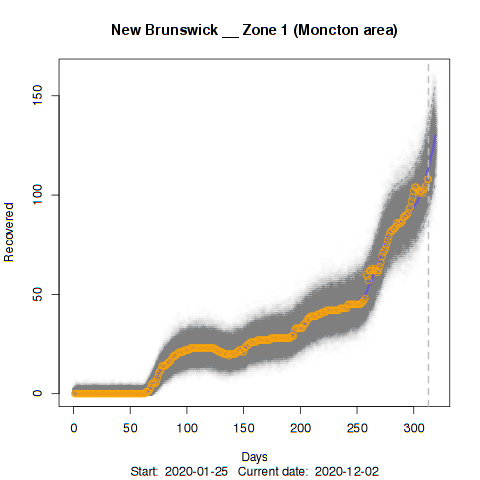 New Brunswick __ Zone 1 (Moncton area)
150
100
50
0
Recovered
0 50 100 150 200 250 300
Days
Start: 2020-01-25 Current date: 2020-12-02